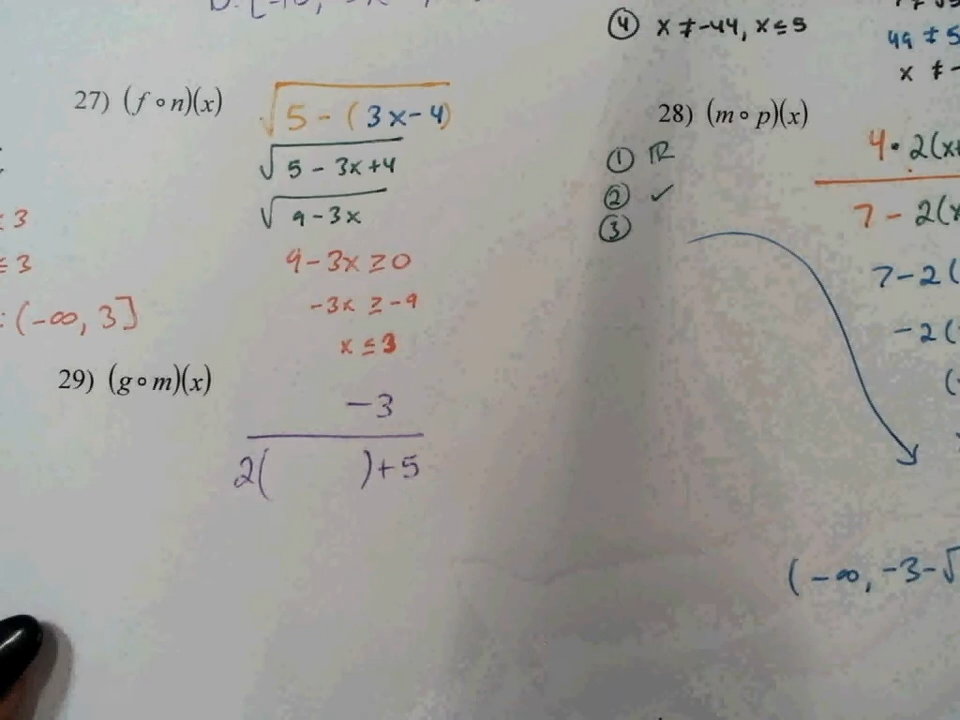 ④ x ≠ -44, x ≤ 5
49 ≠ 5
x ≠ -
27) (f∘n)(x)
√5 - (3x - 4)
√5 - 3x + 4
√9 - 3x
9 - 3x ≥ 0
-3x ≥ -9
x ≤ 3
≤ 3
≤ 3
: (-∞, 3]
28) (m∘p)(x)
① ℝ
② ✓
③
4 · 2(x+
7 - 2(x
7 - 2(
-2(
(-∞, -3-√
29) (g∘m)(x)
-3
2( ) + 5